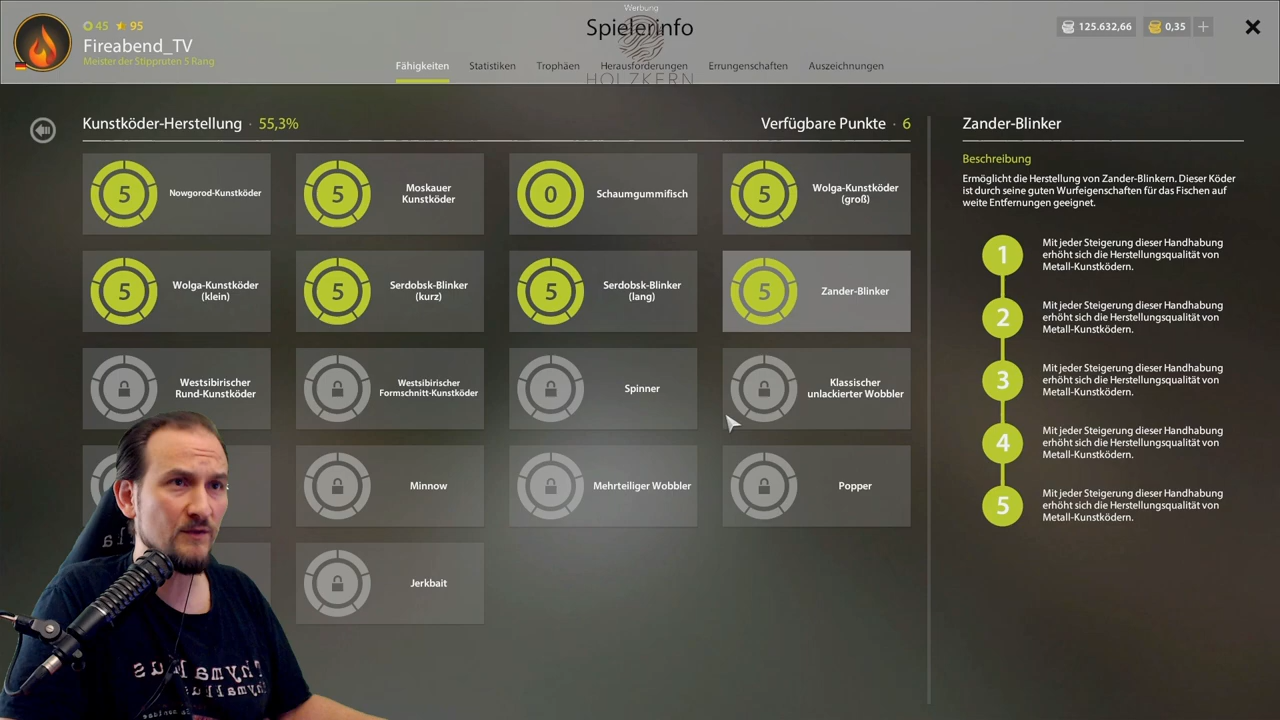 Werbung
45 95
Fireabend_TV
Meister der Stippruten 5 Rang
Spielerinfo
HOLZKERN
125.632,66
0,35
Fähigkeiten
Statistiken
Trophäen
Herausforderungen
Errungenschaften
Auszeichnungen
Kunstköder-Herstellung · 55,3%
Verfügbare Punkte · 6
5
Nowgorod-Kunstköder
5
Moskauer
Kunstköder
0
Schaumgummifisch
5
Wolga-Kunstköder
(groß)
5
Wolga-Kunstköder
(klein)
5
Serdobsk-Blinker
(kurz)
5
Serdobsk-Blinker
(lang)
5
Zander-Blinker
Westsibirischer
Rund-Kunstköder
Westsibirischer
Formschnitt-Kunstköder
Spinner
Klassischer
unlackierter Wobbler
Minnow
Mehrteiliger Wobbler
Popper
Jerkbait
Zander-Blinker
Beschreibung
Ermöglicht die Herstellung von Zander-Blinkern. Dieser Köder
ist durch seine guten Wurfeigenschaften für das Fischen auf
weite Entfernungen geeignet.
1
Mit jeder Steigerung dieser Handhabung
erhöht sich die Herstellungsqualität von
Metall-Kunstködern.
2
Mit jeder Steigerung dieser Handhabung
erhöht sich die Herstellungsqualität von
Metall-Kunstködern.
3
Mit jeder Steigerung dieser Handhabung
erhöht sich die Herstellungsqualität von
Metall-Kunstködern.
4
Mit jeder Steigerung dieser Handhabung
erhöht sich die Herstellungsqualität von
Metall-Kunstködern.
5
Mit jeder Steigerung dieser Handhabung
erhöht sich die Herstellungsqualität von
Metall-Kunstködern.